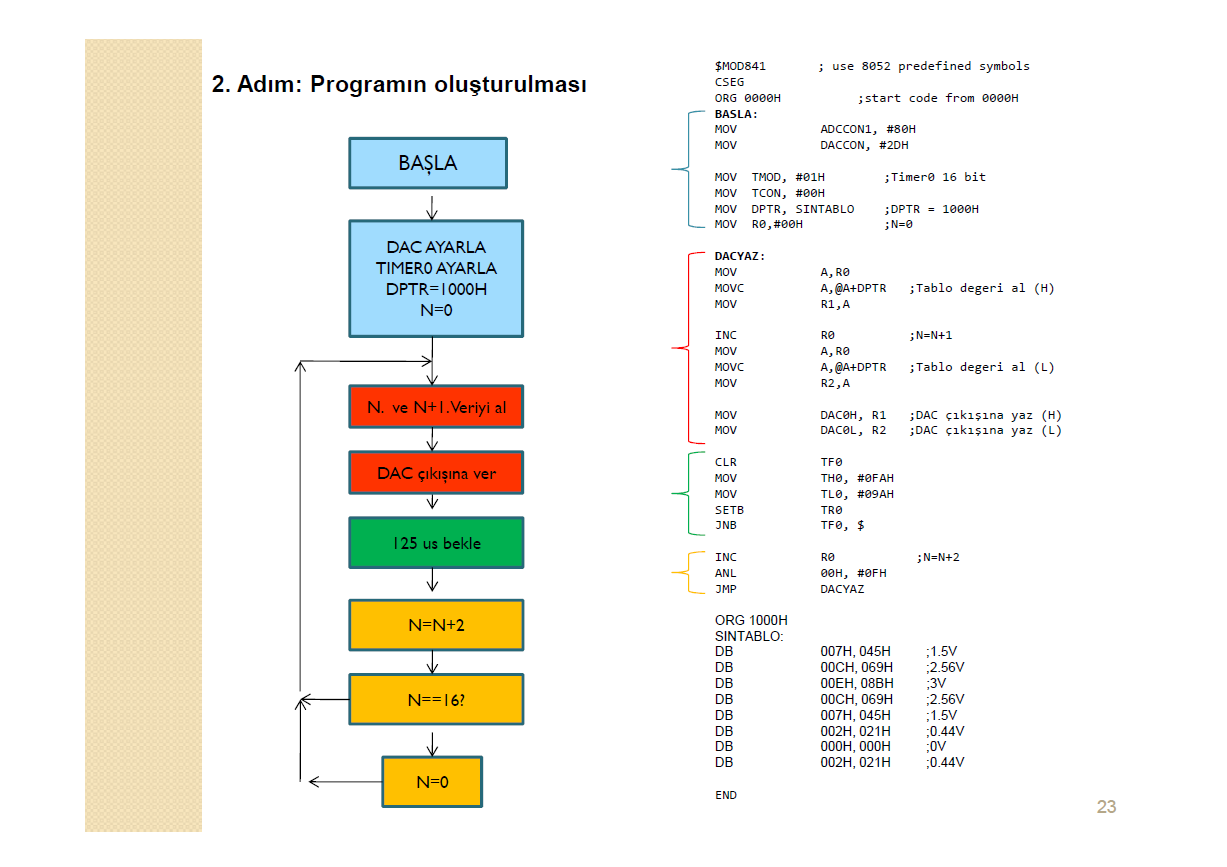 2. Adım: Programın oluşturulması
BAŞLA
DAC AYARLA
TIMER0 AYARLA
DPTR=1000H
N=0
N. ve N+1.Veriyi al
DAC çıkışına ver
125 us bekle
N=N+2
N==16?
N=0
$MOD841 ; use 8052 predefined symbols
CSEG
ORG 0000H ;start code from 0000H
BASLA:
MOV ADCCON1, #80H
MOV DACCON, #2DH
MOV TMOD, #01H ;Timer0 16 bit
MOV TCON, #00H
MOV DPTR, SINTABLO ;DPTR = 1000H
MOV R0,#00H ;N=0
DACYAZ:
MOV A,R0
MOVC A,@A+DPTR ;Tablo degeri al (H)
MOV R1,A
INC R0 ;N=N+1
MOV A,R0
MOVC A,@A+DPTR ;Tablo degeri al (L)
MOV R2,A
MOV DAC0H, R1 ;DAC çıkışına yaz (H)
MOV DAC0L, R2 ;DAC çıkışına yaz (L)
CLR TF0
MOV TH0, #0FAH
MOV TL0, #09AH
SETB TR0
JNB TF0, $
INC R0 ;N=N+2
ANL 00H, #0FH
JMP DACYAZ
ORG 1000H
SINTABLO:
DB 007H, 045H ;1.5V
DB 00CH, 069H ;2.56V
DB 00EH, 08BH ;3V
DB 00CH, 069H ;2.56V
DB 007H, 045H ;1.5V
DB 002H, 021H ;0.44V
DB 000H, 000H ;0V
DB 002H, 021H ;0.44V
END
23